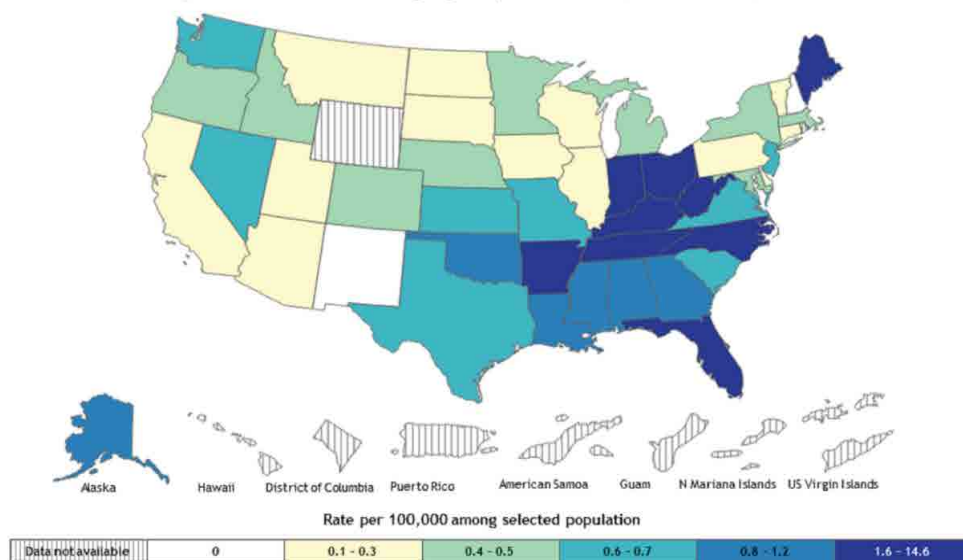 Alaska
Hawaii
District of Columbia
Puerto Rico
American Samoa
Guam
N Mariana Islands
US Virgin Islands
Rate per 100,000 among selected population
Data not available
0
0.1 - 0.3
0.4 - 0.5
0.6 - 0.7
0.8 - 1.2
1.6 - 14.6